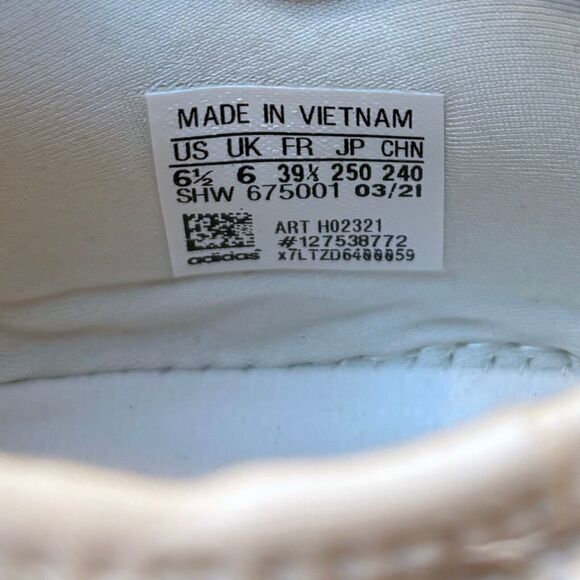 MADE IN VIETNAM
US UK FR JP CHN
6½ 6 39⅓ 250 240
SHW 675001 03/21
ART H02321
#127538772
adidas x7LTZD6400059